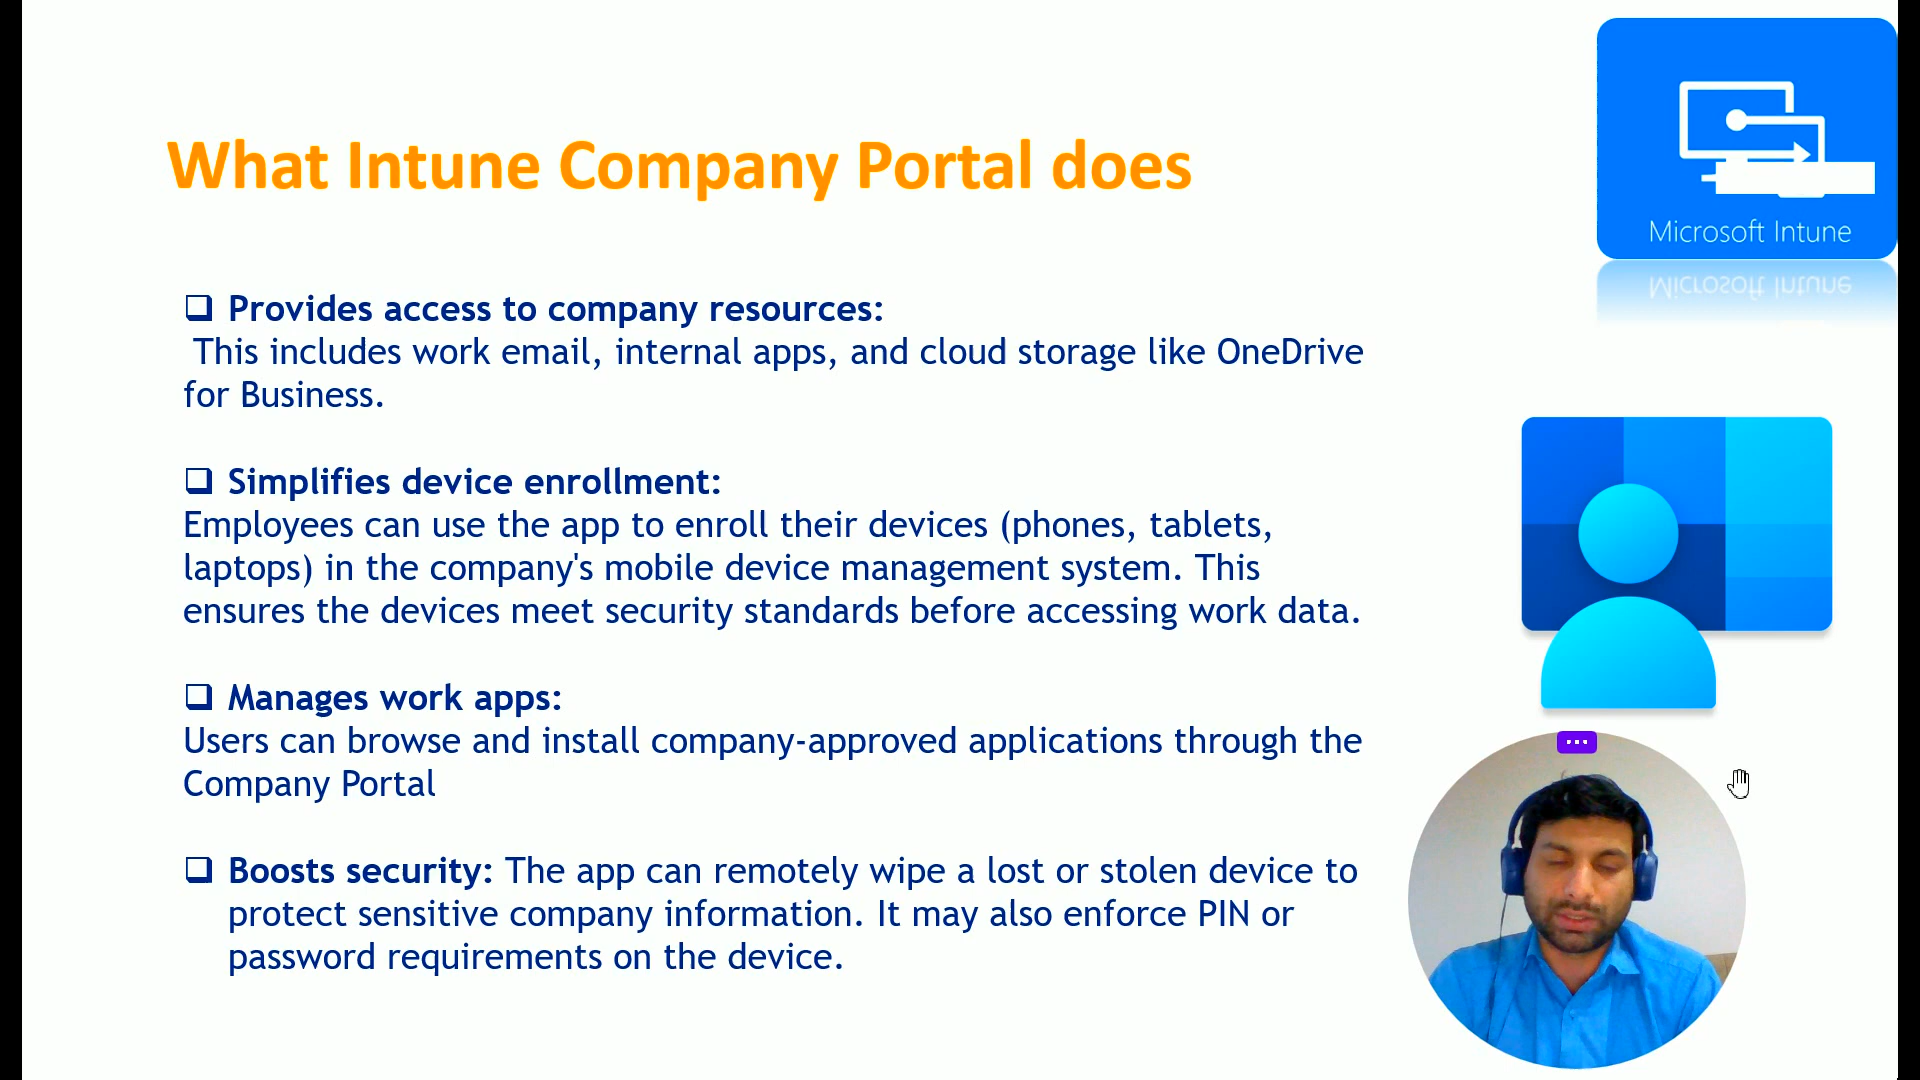 What Intune Company Portal does
Microsoft Intune
❑ Provides access to company resources:
This includes work email, internal apps, and cloud storage like OneDrive
for Business.
❑ Simplifies device enrollment:
Employees can use the app to enroll their devices (phones, tablets,
laptops) in the company's mobile device management system. This
ensures the devices meet security standards before accessing work data.
❑ Manages work apps:
Users can browse and install company-approved applications through the
Company Portal
❑ Boosts security: The app can remotely wipe a lost or stolen device to
protect sensitive company information. It may also enforce PIN or
password requirements on the device.